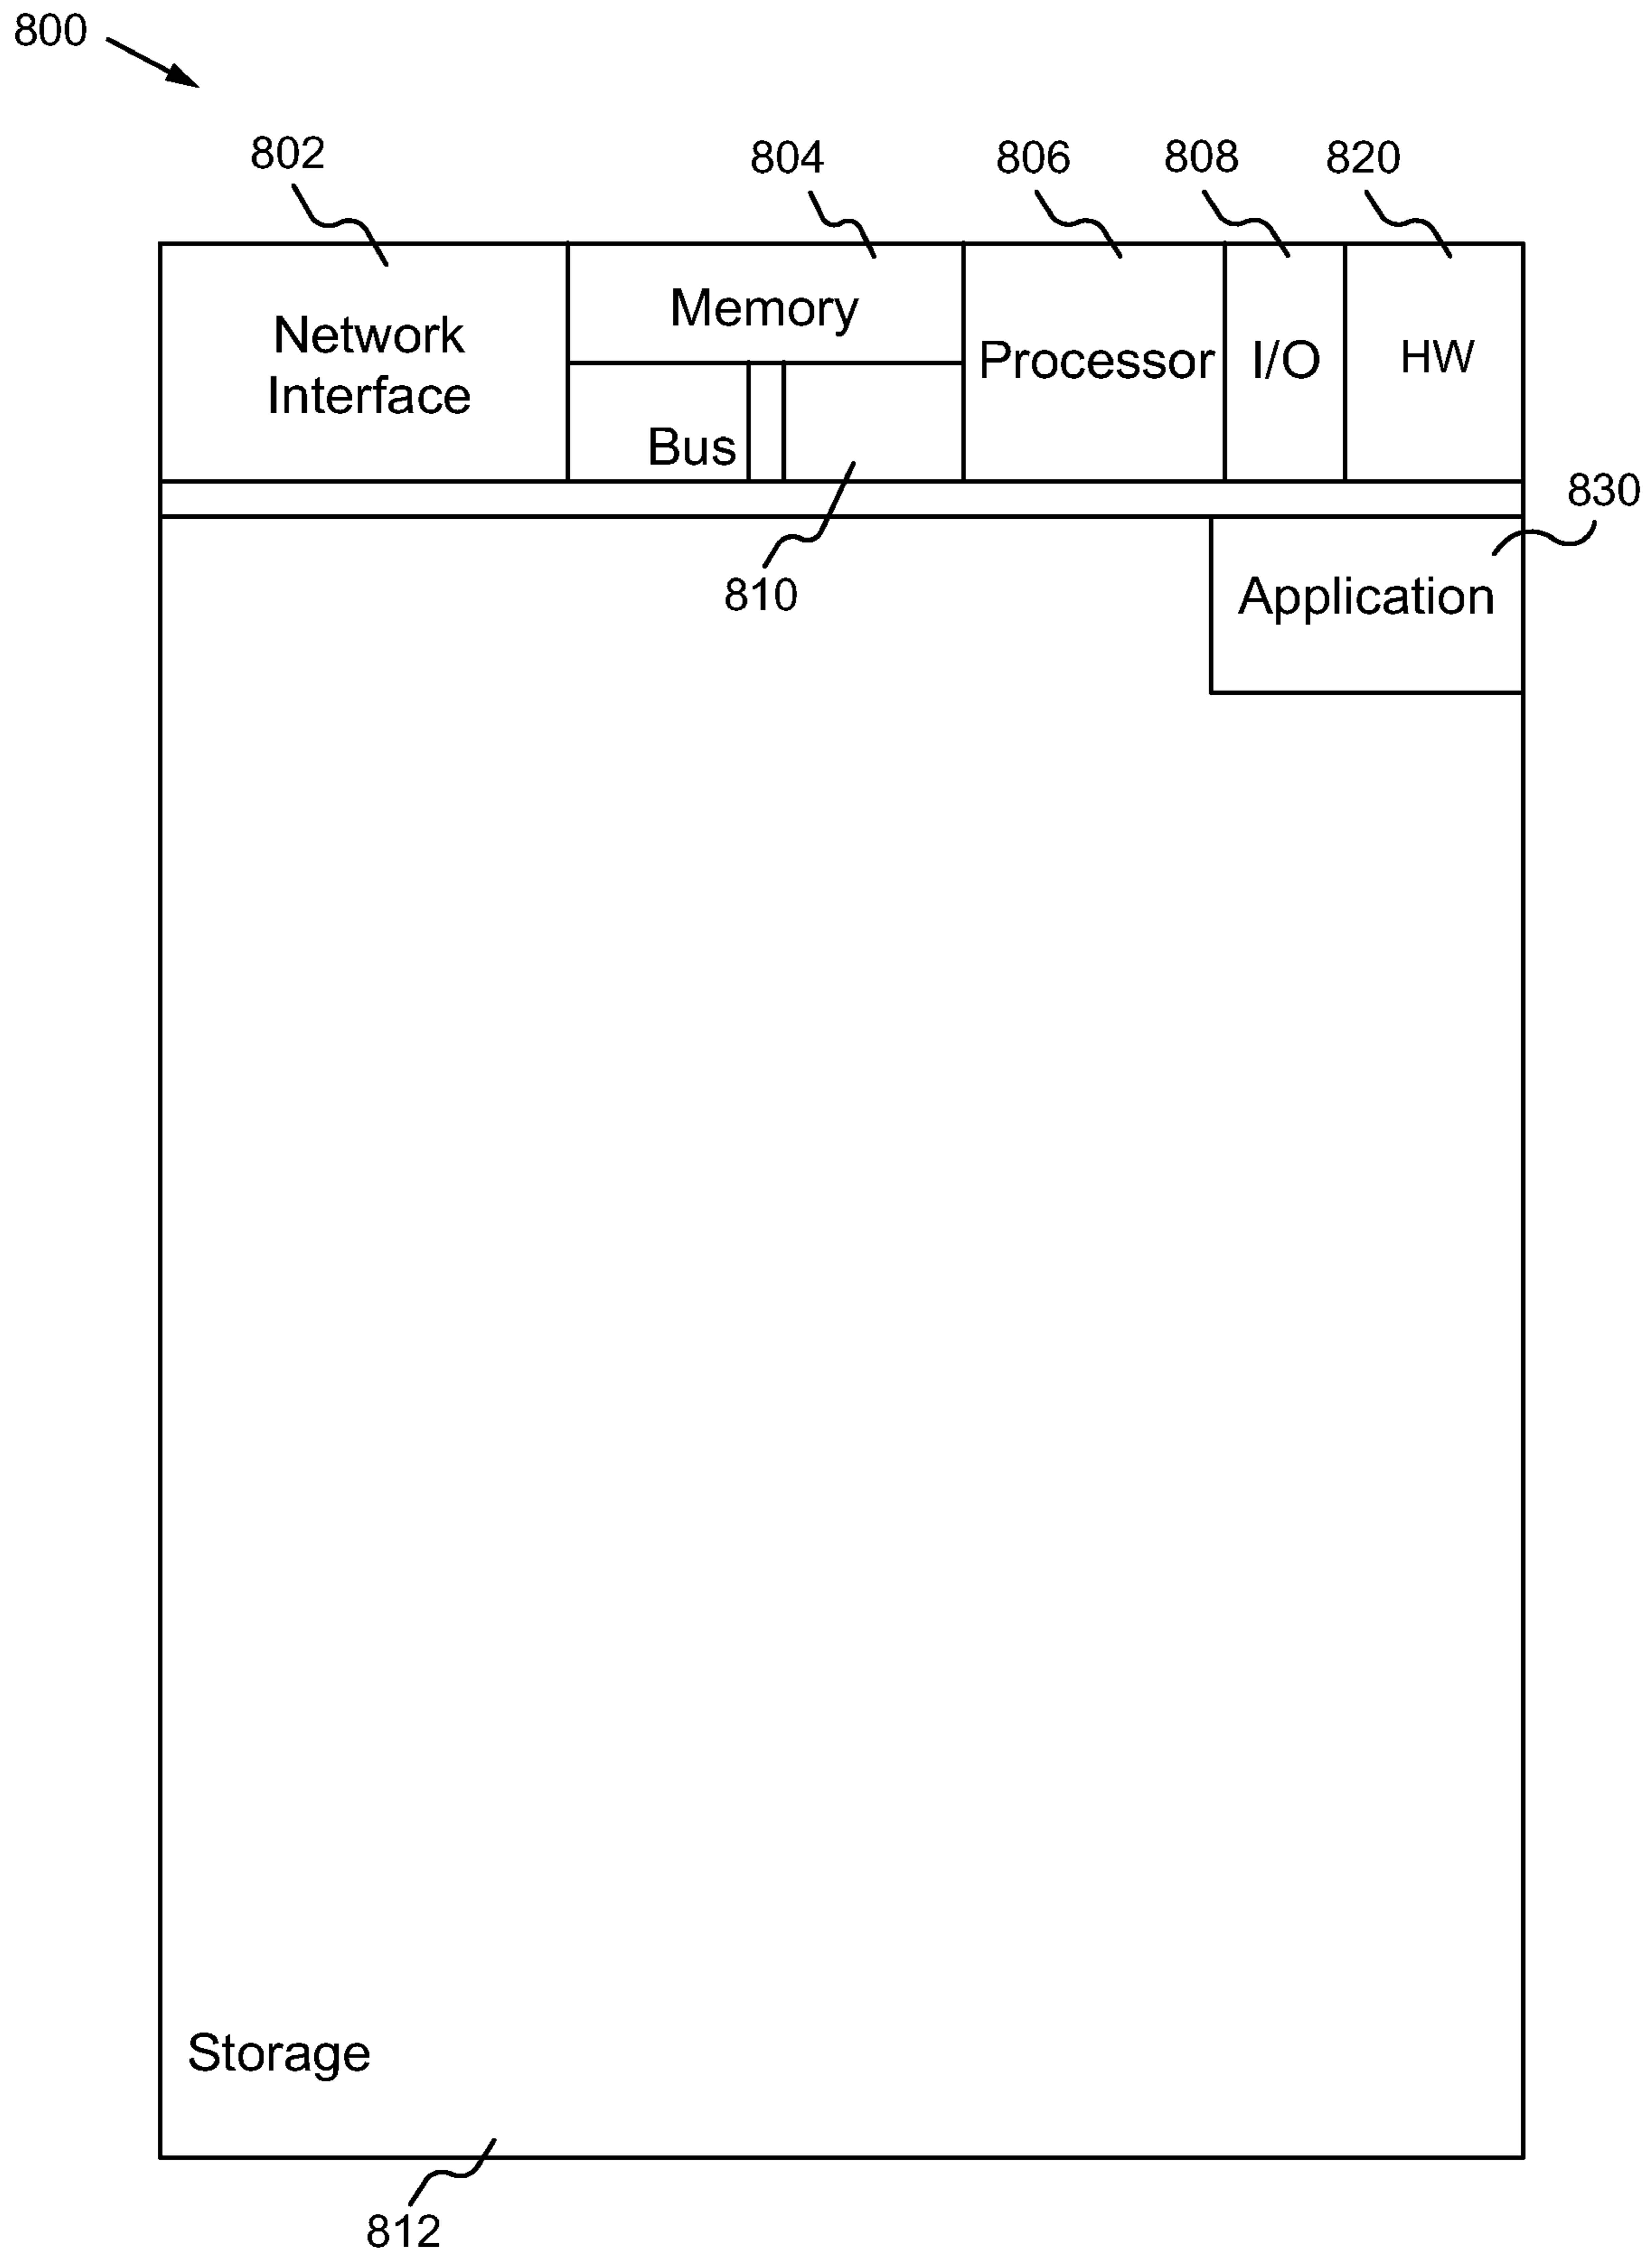 800
802
804
806
808
820
Network
Interface
Memory
Processor
I/O
HW
Bus
830
810
Application
Storage
812